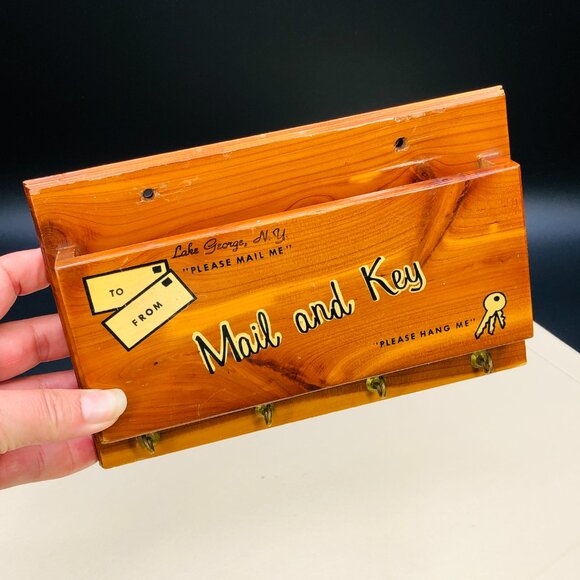 Lake George, N.Y.
"PLEASE MAIL ME"
TO
FROM
Mail and Key
"PLEASE HANG ME"